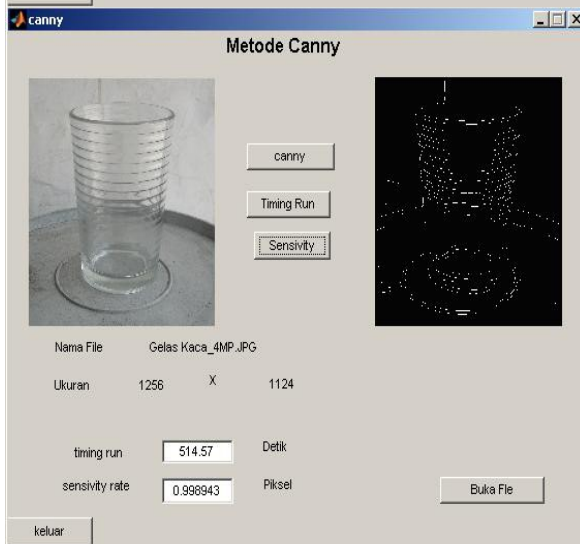 canny
Metode Canny
canny
Timing Run
Sensivity
Nama File Gelas Kaca_4MP.JPG
Ukuran 1256 X 1124
timing run 514.57 Detik
sensivity rate 0.998943 Piksel
Buka Fle
keluar